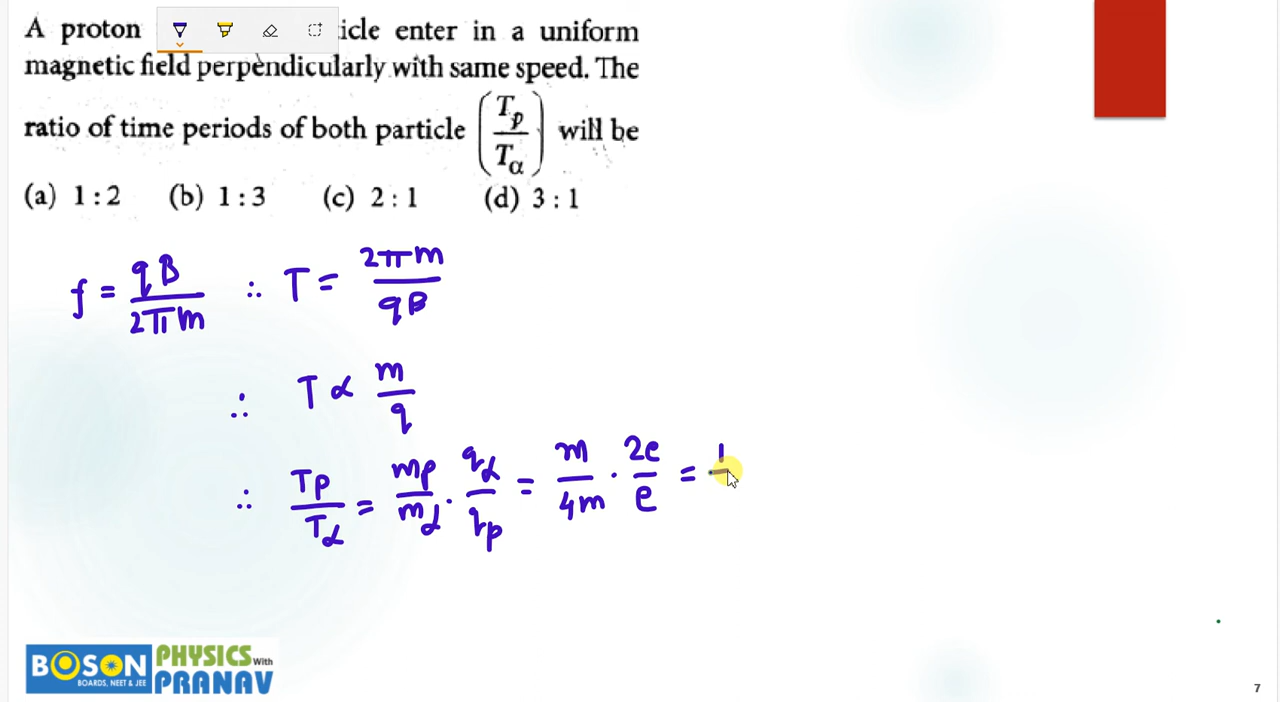 A proton icle enter in a uniform
magnetic field perpendicularly with same speed. The
ratio of time periods of both particle (Tp/Tα) will be
(a) 1 : 2 (b) 1 : 3 (c) 2 : 1 (d) 3 : 1
f = qB/2πm ∴ T = 2πm/qB
∴ T ∝ m/q
∴ Tp/Tα = mp/mα · qα/qp = m/4m · 2e/e = 1
BOSON PHYSICS With
BOARDS, NEET & JEE PRANAV
7